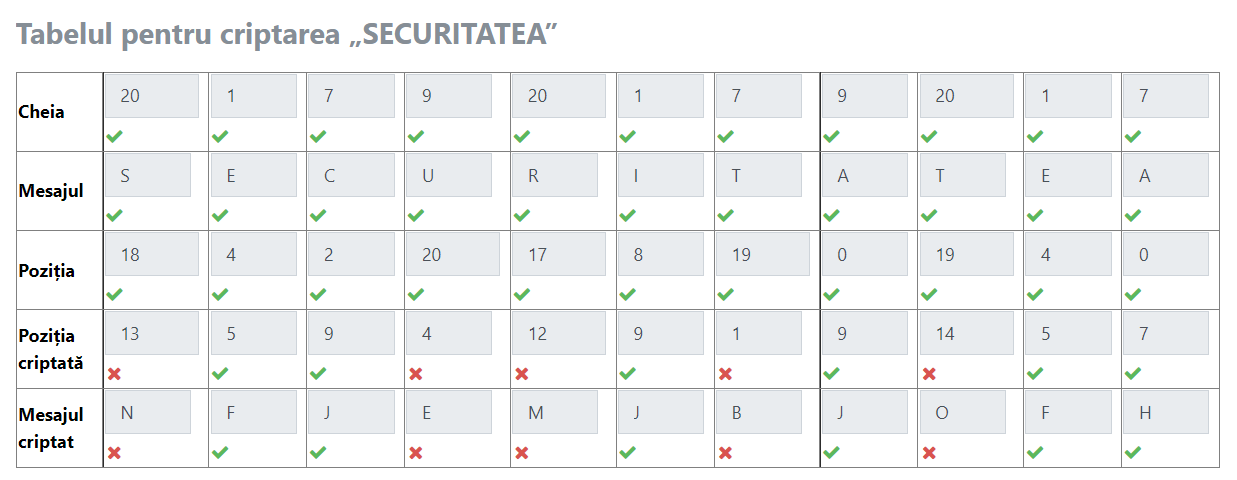 Tabelul pentru criptarea „SECURITATEA”
Cheia 20 1 7 9 20 1 7 9 20 1 7
Mesajul S E C U R I T A T E A
Poziția 18 4 2 20 17 8 19 0 19 4 0
Poziția criptată 13 5 9 4 12 9 1 9 14 5 7
Mesajul criptat N F J E M J B J O F H